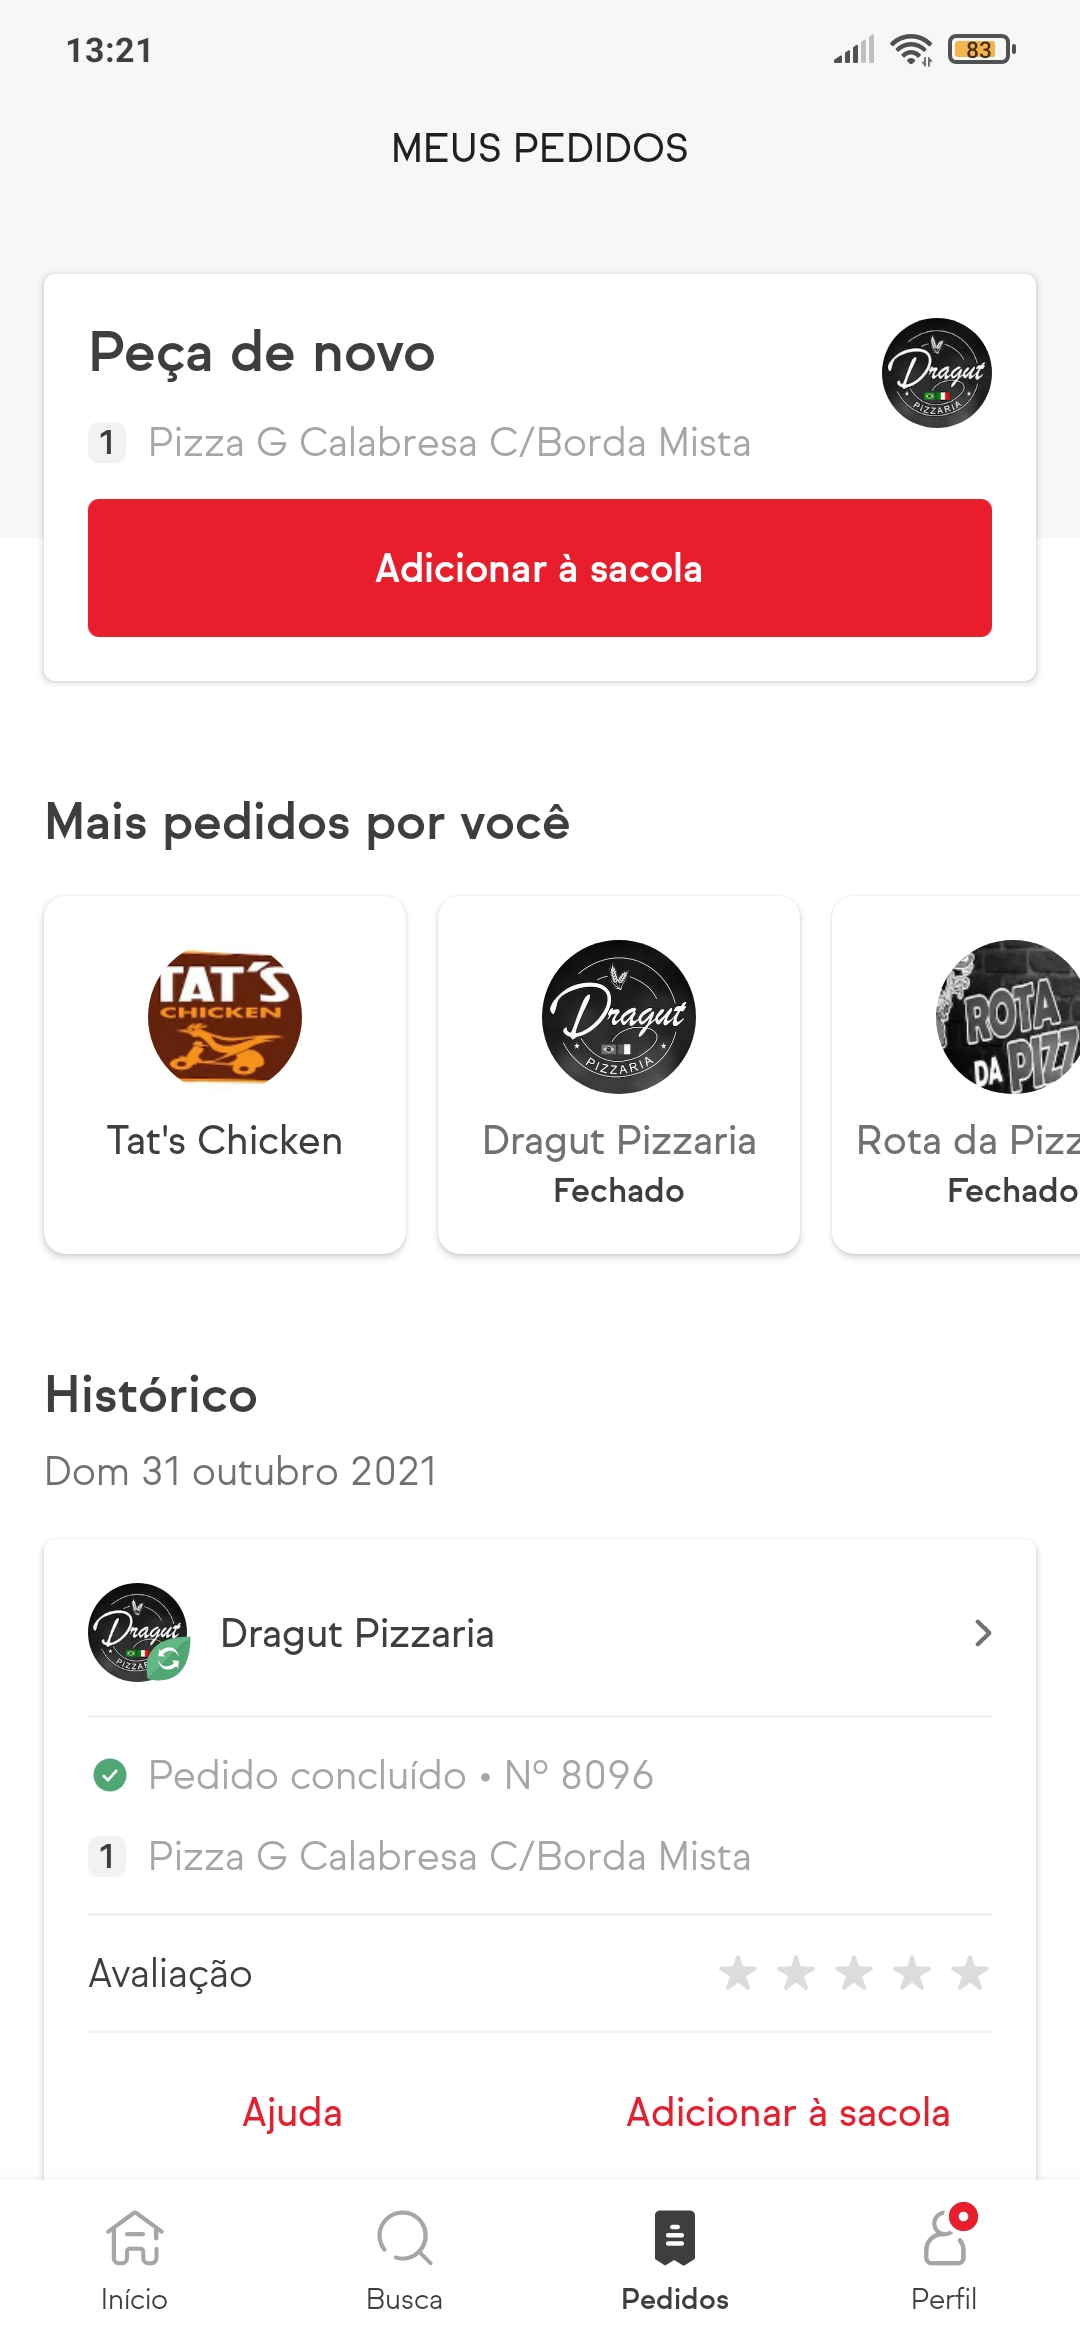 13:21
83
MEUS PEDIDOS
Peça de novo
Dragut
PIZZARIA
1 Pizza G Calabresa C/Borda Mista
Adicionar à sacola
Mais pedidos por você
TAT'S
CHICKEN
Tat's Chicken
Dragut
PIZZARIA
Dragut Pizzaria
Fechado
ROTA
DA PIZZ
Rota da Pizz
Fechado
Histórico
Dom 31 outubro 2021
Dragut
PIZZAR
Dragut Pizzaria
Pedido concluído • Nº 8096
1 Pizza G Calabresa C/Borda Mista
Avaliação
Ajuda
Adicionar à sacola
Início
Busca
Pedidos
Perfil